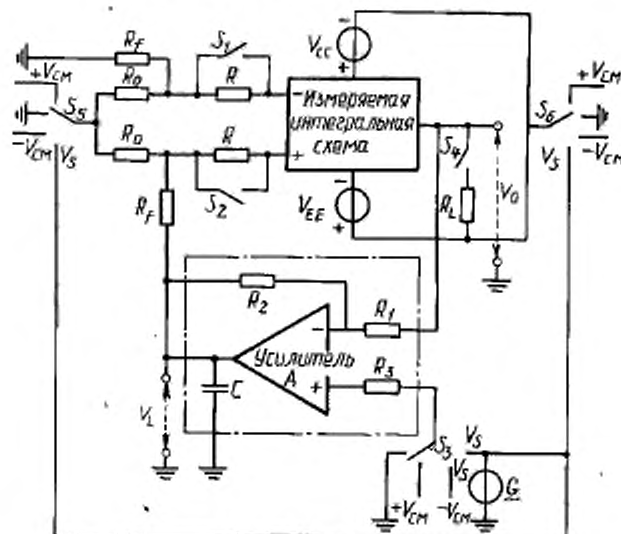 R_f
S_1
V_CC
−
+
+V_CM
R_0
R
S_5
−
Измеряемая
интегральная
схема
+
S_6
+V_CM
−V_CM
V_S
R_0
R
S_2
S_4
V_S
−V_CM
R_f
V_EE
−
+
R_L
V_0
R_2
R_1
−
Усилитель
А
+
R_3
C
V_L
S_3
V_S
V_S
G
+V_CM
−V_CM